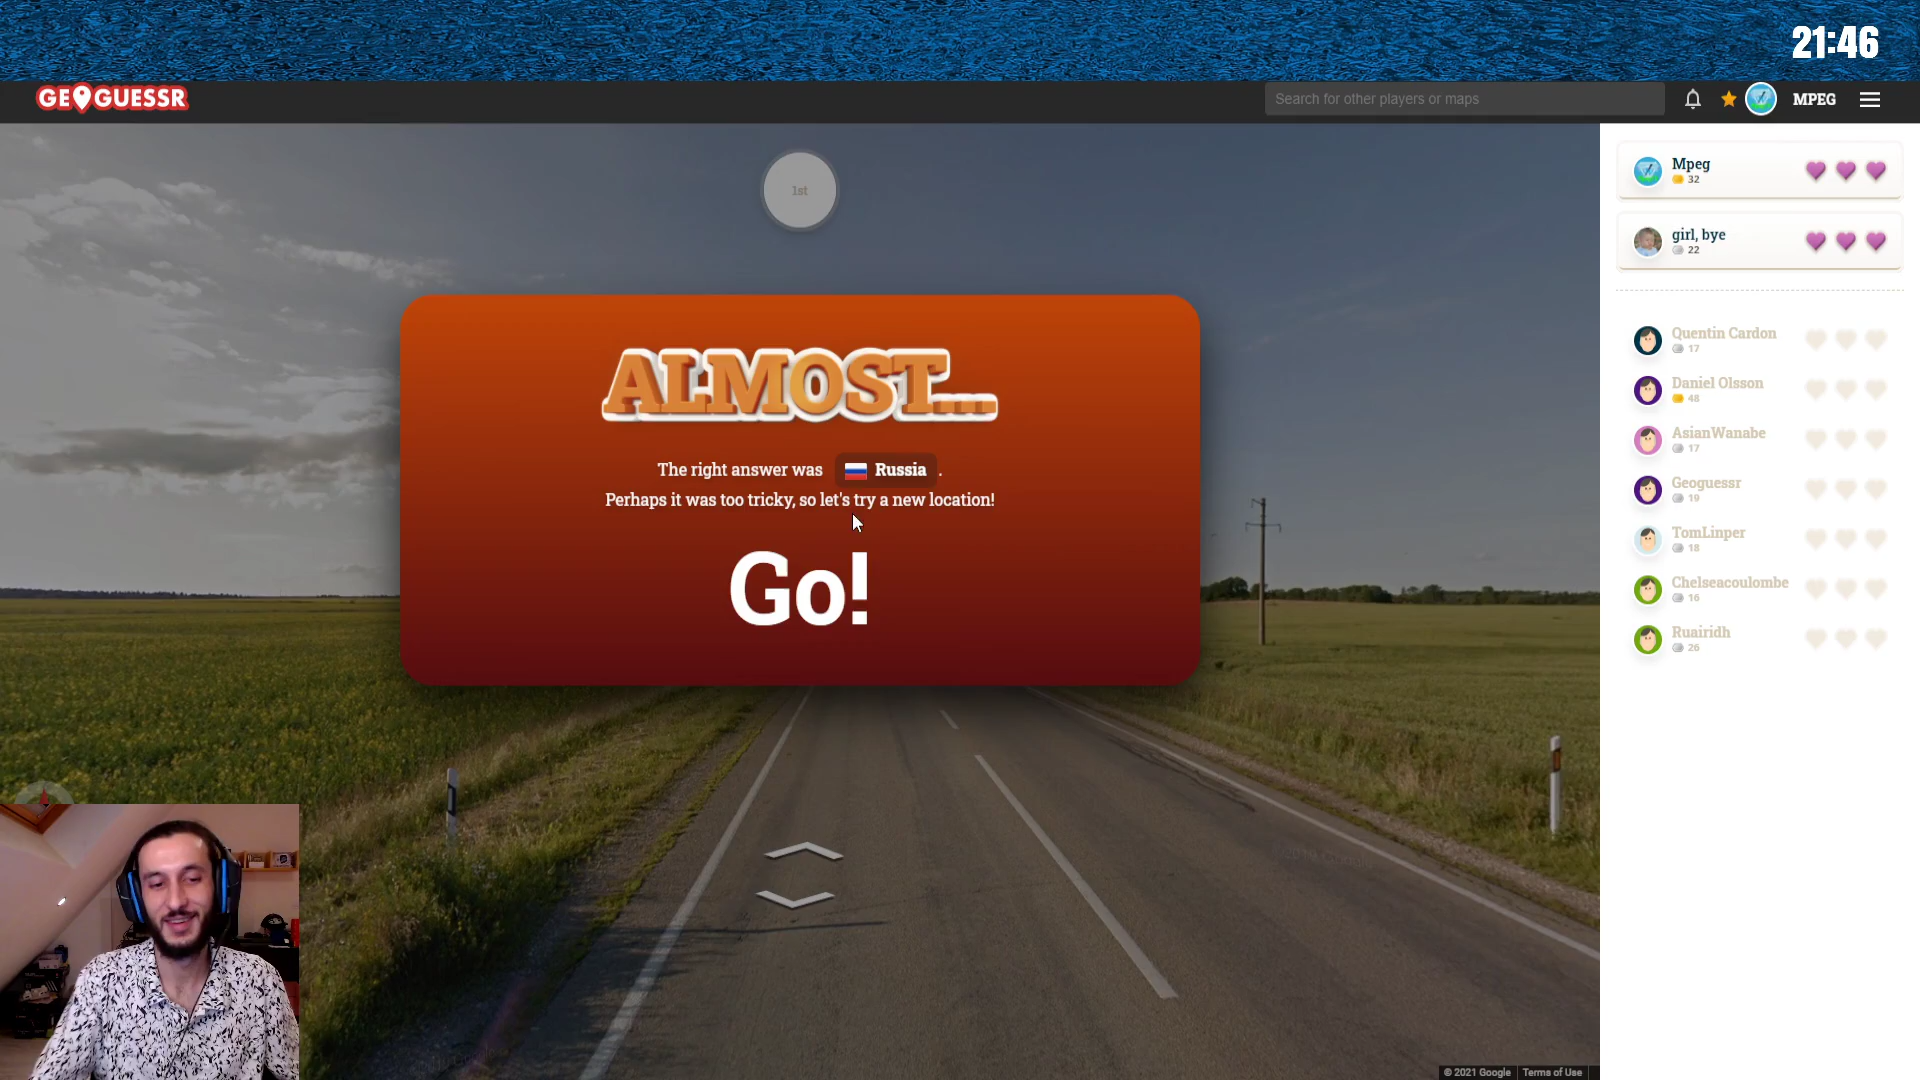 21:46
GEOGUESSR
Search for other players or maps
MPEG
1st
Mpeg
32
girl, bye
22
ALMOST...
The right answer was Russia .
Perhaps it was too tricky, so let's try a new location!
Go!
Quentin Cardon
17
Daniel Olsson
48
AsianWanabe
17
Geoguessr
19
TomLinper
18
Chelseacoulombe
16
Ruairidh
26
© 2021 Google
Terms of Use